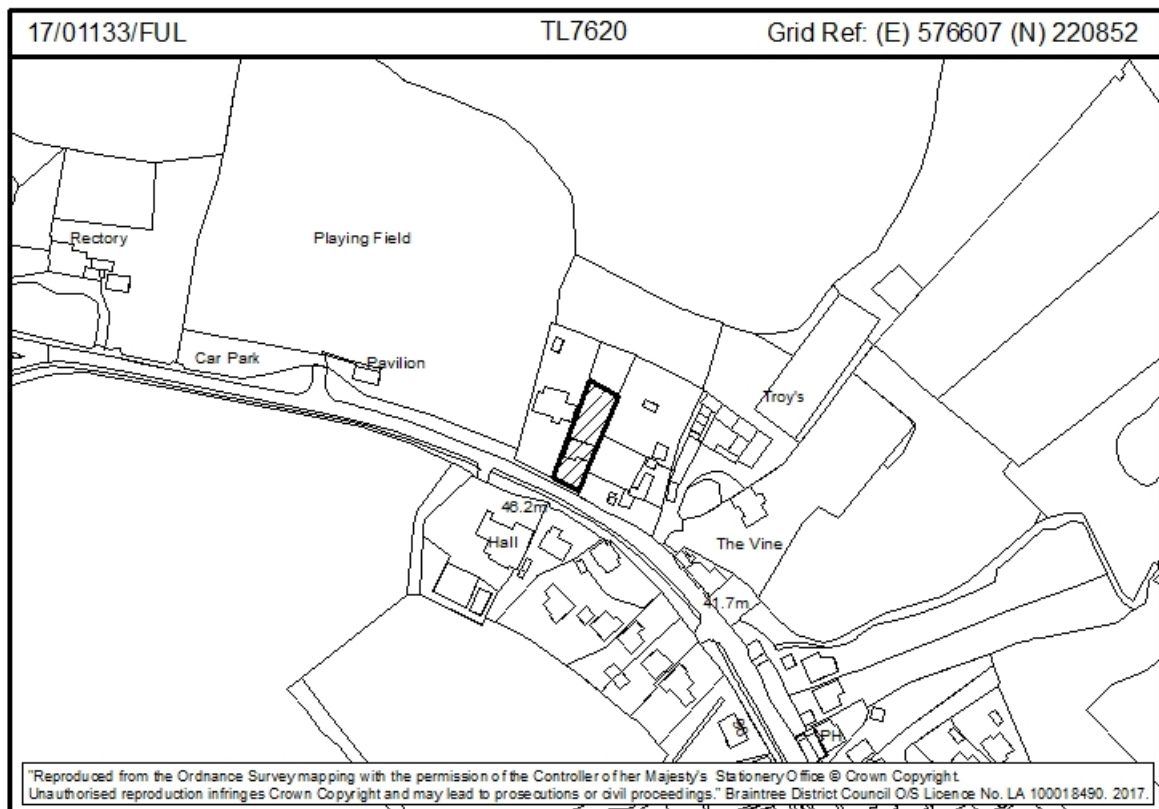 17/01133/FUL
TL7620
Grid Ref: (E) 576607 (N) 220852
Rectory
Playing Field
Car Park
Pavilion
Troy's
46.2m
Hall
The Vine
41.7m
PH
"Reproduced from the Ordnance Survey mapping with the permission of the Controller of her Majesty's Stationery Office © Crown Copyright.
Unauthorised reproduction infringes Crown Copyright and may lead to prosecutions or civil proceedings." Braintree District Council O/S Licence No. LA 100018490. 2017.